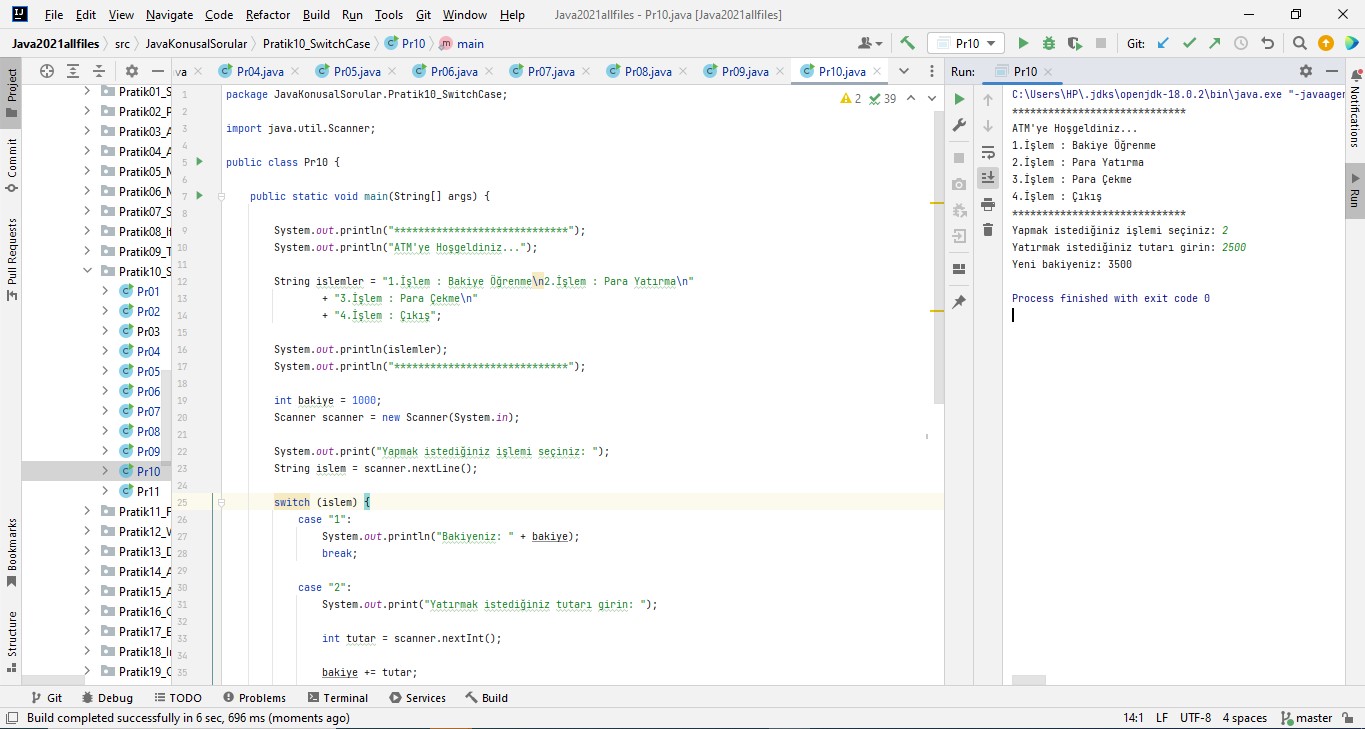 File Edit View Navigate Code Refactor Build Run Tools Git Window Help Java2021allfiles - Pr10.java [Java2021allfiles]
Java2021allfiles src JavaKonusalSorular Pratik10_SwitchCase Pr10 main
Pr10
Git:
Project
Commit
Pull Requests
Bookmarks
Structure
Pratik01_S
Pratik02_P
Pratik03_A
Pratik04_A
Pratik05_N
Pratik06_N
Pratik07_S
Pratik08_If
Pratik09_T
Pratik10_S
Pr01
Pr02
Pr03
Pr04
Pr05
Pr06
Pr07
Pr08
Pr09
Pr10
Pr11
Pratik11_F
Pratik12_V
Pratik13_D
Pratik14_A
Pratik15_A
Pratik16_C
Pratik17_E
Pratik18_In
Pratik19_C
va Pr04.java Pr05.java Pr06.java Pr07.java Pr08.java Pr09.java Pr10.java
2 39
1 package JavaKonusalSorular.Pratik10_SwitchCase;
2
3 import java.util.Scanner;
4
5 public class Pr10 {
6
7 public static void main(String[] args) {
8
9 System.out.println("*****************************");
10 System.out.println("ATM'ye Hoşgeldiniz...");
11
12 String islemler = "1.İşlem : Bakiye Öğrenme\n2.İşlem : Para Yatırma\n"
13 + "3.İşlem : Para Çekme\n"
14 + "4.İşlem : Çıkış";
15
16 System.out.println(islemler);
17 System.out.println("*****************************");
18
19 int bakiye = 1000;
20 Scanner scanner = new Scanner(System.in);
21
22 System.out.print("Yapmak istediğiniz işlemi seçiniz: ");
23 String islem = scanner.nextLine();
24
25 switch (islem) {
26 case "1":
27 System.out.println("Bakiyeniz: " + bakiye);
28 break;
29
30 case "2":
31 System.out.print("Yatırmak istediğiniz tutarı girin: ");
32
33 int tutar = scanner.nextInt();
34
35 bakiye += tutar;
Run: Pr10
C:\Users\HP\.jdks\openjdk-18.0.2\bin\java.exe "-javaagen
*****************************
ATM'ye Hoşgeldiniz...
1.İşlem : Bakiye Öğrenme
2.İşlem : Para Yatırma
3.İşlem : Para Çekme
4.İşlem : Çıkış
*****************************
Yapmak istediğiniz işlemi seçiniz: 2
Yatırmak istediğiniz tutarı girin: 2500
Yeni bakiyeniz: 3500
Process finished with exit code 0
Notifications
Run
Git Debug TODO Problems Terminal Services Build
Build completed successfully in 6 sec, 696 ms (moments ago) 14:1 LF UTF-8 4 spaces master